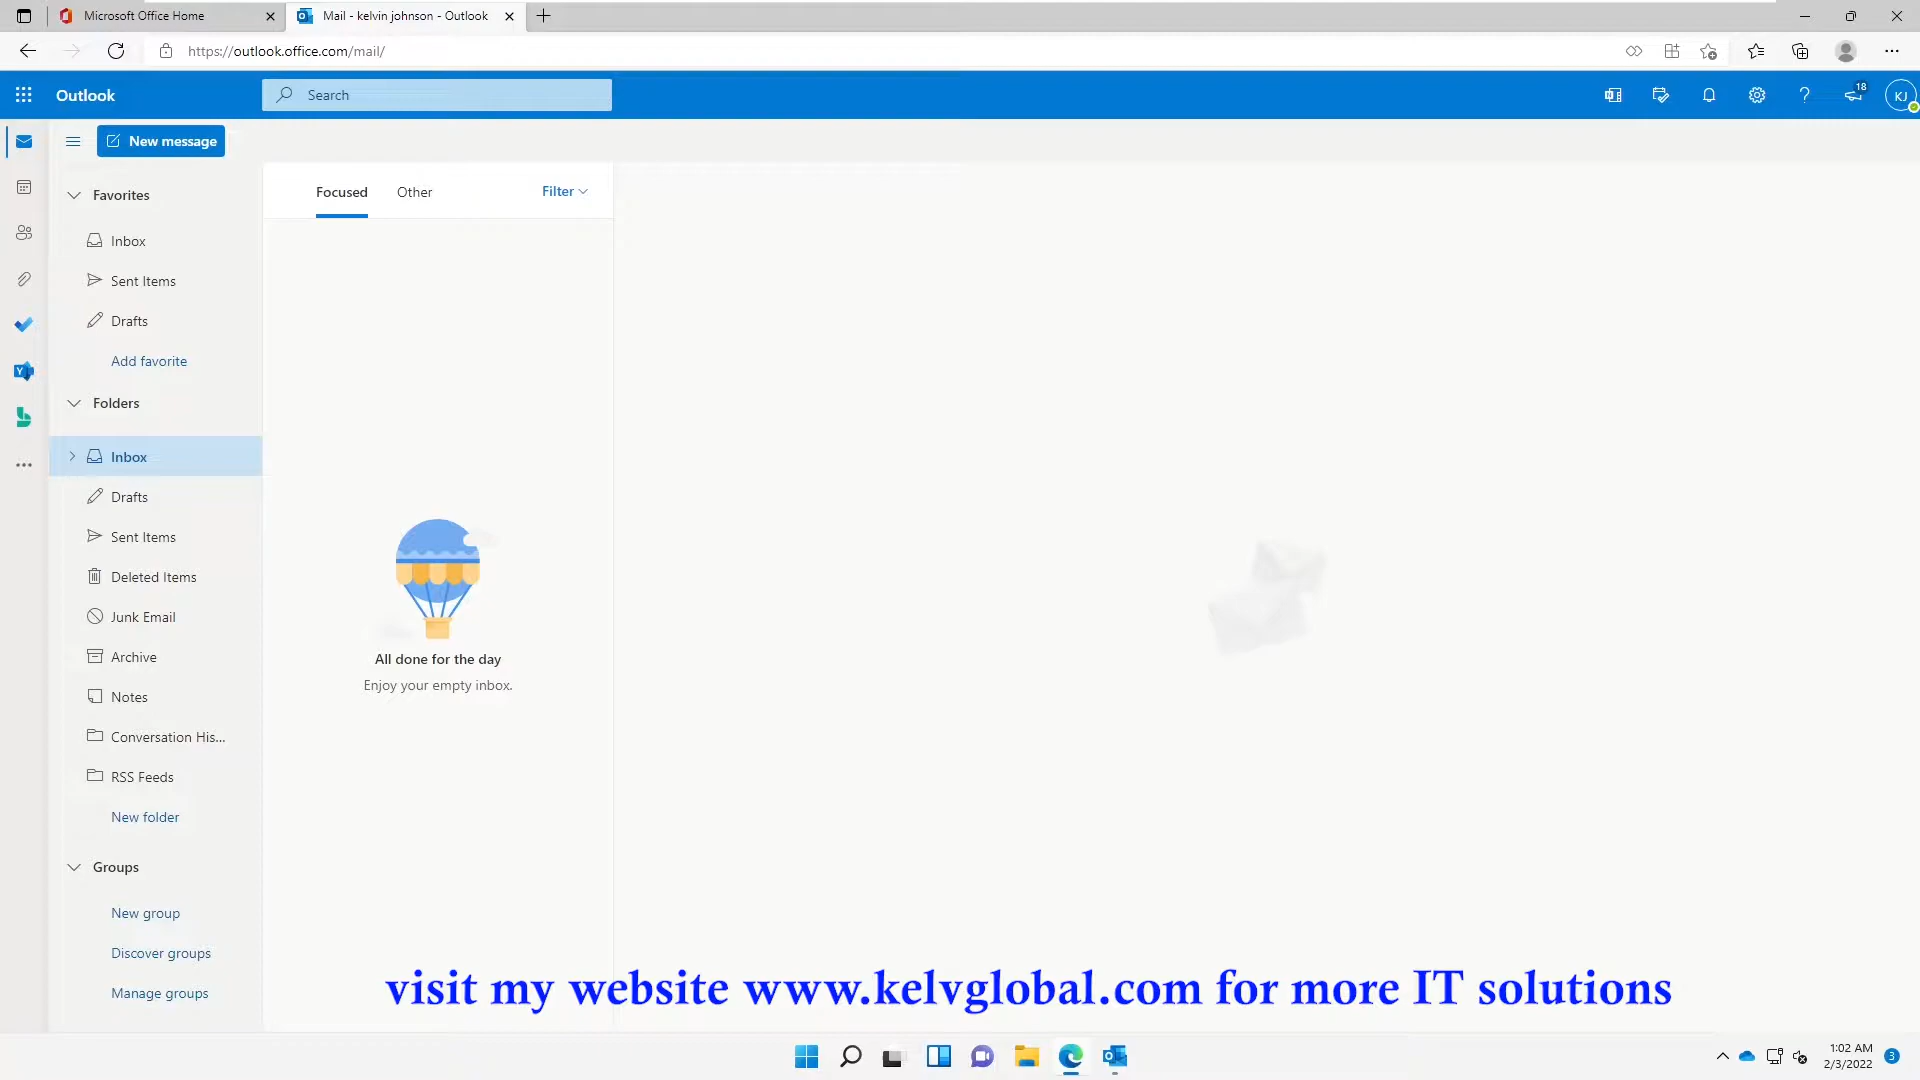 Microsoft Office Home
Mail - kelvin johnson - Outlook
https://outlook.office.com/mail/
Outlook
Search
18
KJ
New message
Favorites
Inbox
Sent Items
Drafts
Add favorite
Folders
Inbox
Drafts
Sent Items
Deleted Items
Junk Email
Archive
Notes
Conversation His...
RSS Feeds
New folder
Groups
New group
Discover groups
Manage groups
Focused
Other
Filter
All done for the day
Enjoy your empty inbox.
visit my website www.kelvglobal.com for more IT solutions
1:02 AM
2/3/2022
3